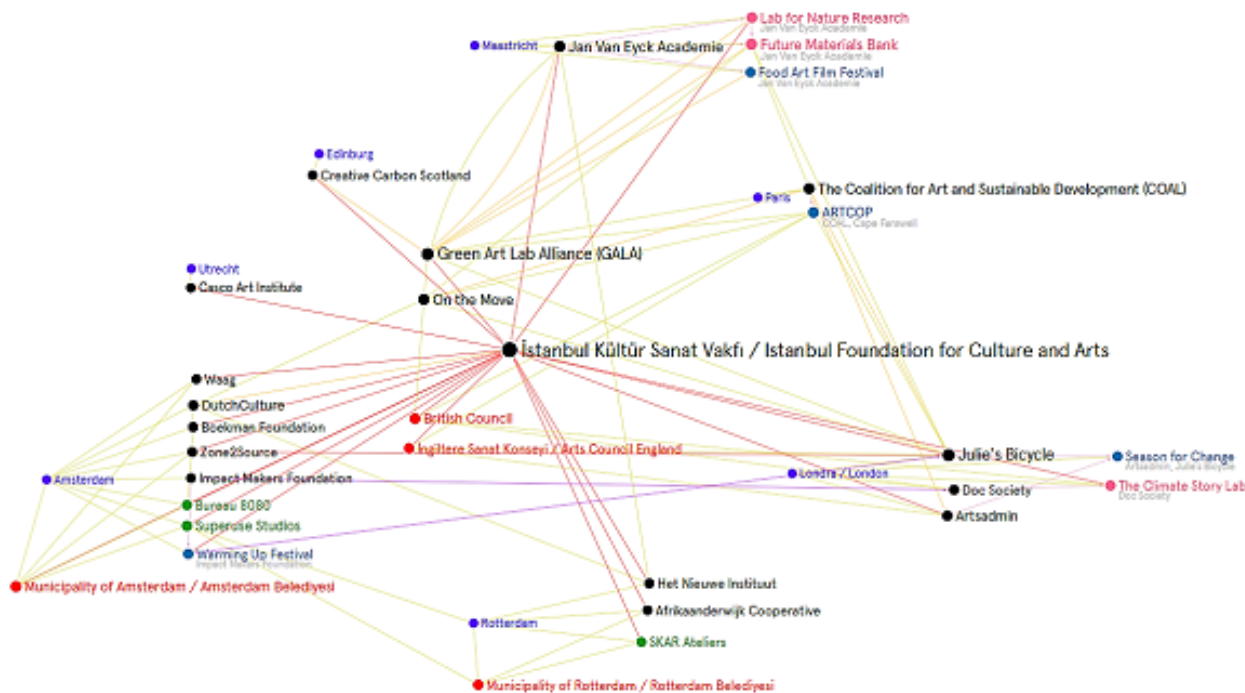 Lab for Nature Research
Jan Van Eyck Academie
Maastricht
Jan Van Eyck Academie
Future Materials Bank
Jan Van Eyck Academie
Food Art Film Festival
Jan Van Eyck Academie
Edinburg
Creative Carbon Scotland
The Coalition for Art and Sustainable Development (COAL)
Paris
ARTCOP
COAL, Cape Farewell
Green Art Lab Alliance (GALA)
Utrecht
Casco Art Institute
On the Move
İstanbul Kültür Sanat Vakfı / Istanbul Foundation for Culture and Arts
Waag
DutchCulture
British Council
Boekman Foundation
İngiltere Sanat Konseyi / Arts Council England
Zone2Source
Julie's Bicycle
Season for Change
Artsadmin, Julie's Bicycle
Amsterdam
Impact Makers Foundation
Londra / London
Doc Society
The Climate Story Lab
Doc Society
Bureau 8080
Artsadmin
Superuse Studios
Warming Up Festival
Impact Makers Foundation
Municipality of Amsterdam / Amsterdam Belediyesi
Het Nieuwe Instituut
Afrikaanderwijk Cooperative
Rotterdam
SKAR Ateliers
Municipality of Rotterdam / Rotterdam Belediyesi